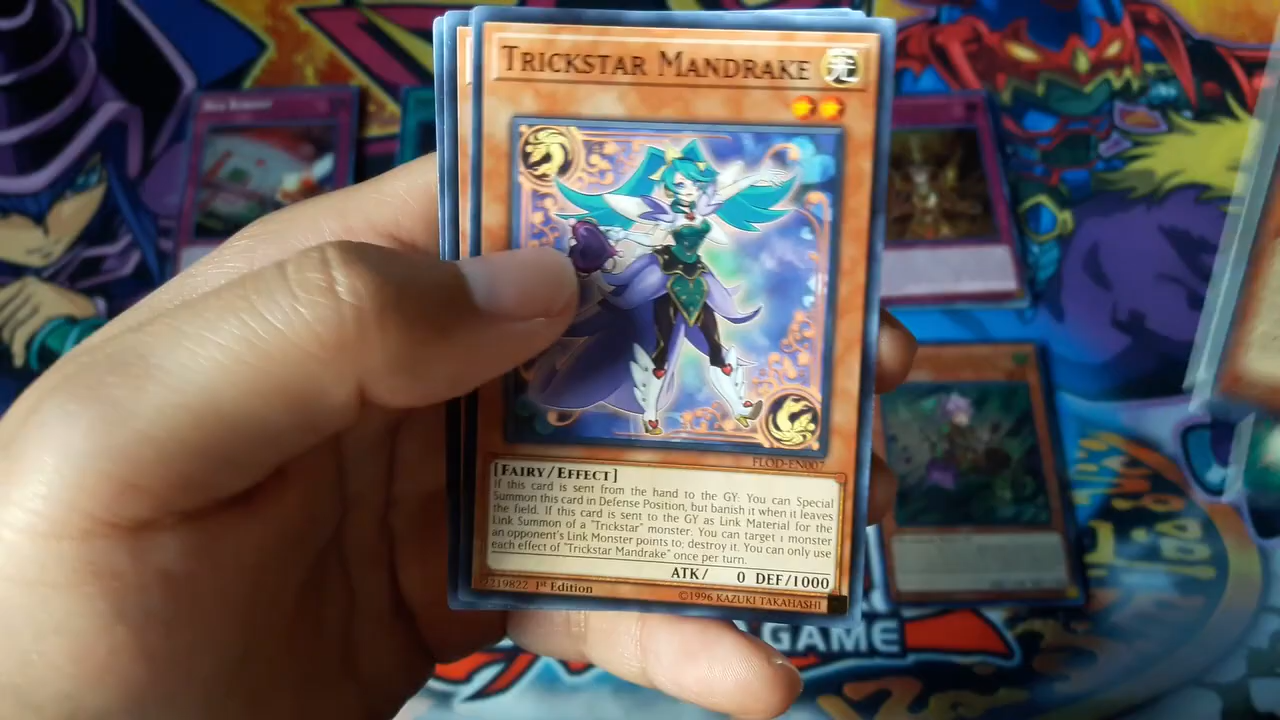 TRICKSTAR MANDRAKE 光
FLOD-EN007
[FAIRY/EFFECT]
If this card is sent from the hand to the GY: You can Special
Summon this card in Defense Position, but banish it when it leaves
the field. If this card is sent to the GY as Link Material for the
Link Summon of a "Trickstar" monster: You can target 1 monster
an opponent's Link Monster points to; destroy it. You can only use
each effect of "Trickstar Mandrake" once per turn.
ATK/ 0 DEF/1000
1st Edition
©1996 KAZUKI TAKAHASHI
GAME